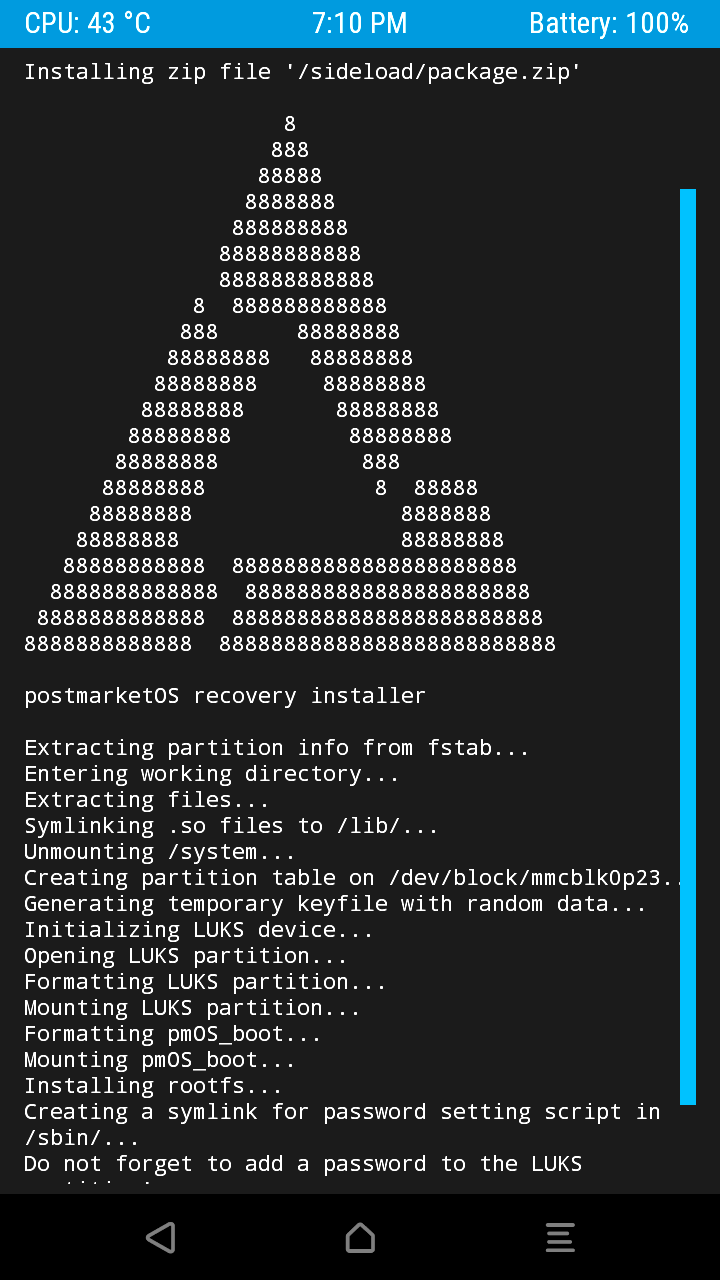 CPU: 43 °C 7:10 PM Battery: 100%
Installing zip file '/sideload/package.zip'
8
888
88888
8888888
888888888
88888888888
888888888888
8  888888888888
888      88888888
88888888   88888888
88888888     88888888
88888888       88888888
88888888         88888888
88888888           888
88888888             8  88888
88888888                8888888
88888888                 88888888
88888888888  8888888888888888888888
8888888888888  8888888888888888888888
8888888888888  888888888888888888888888
8888888888888  88888888888888888888888888
postmarketOS recovery installer
Extracting partition info from fstab...
Entering working directory...
Extracting files...
Symlinking .so files to /lib/...
Unmounting /system...
Creating partition table on /dev/block/mmcblk0p23..
Generating temporary keyfile with random data...
Initializing LUKS device...
Opening LUKS partition...
Formatting LUKS partition...
Mounting LUKS partition...
Formatting pmOS_boot...
Mounting pmOS_boot...
Installing rootfs...
Creating a symlink for password setting script in
/sbin/...
Do not forget to add a password to the LUKS